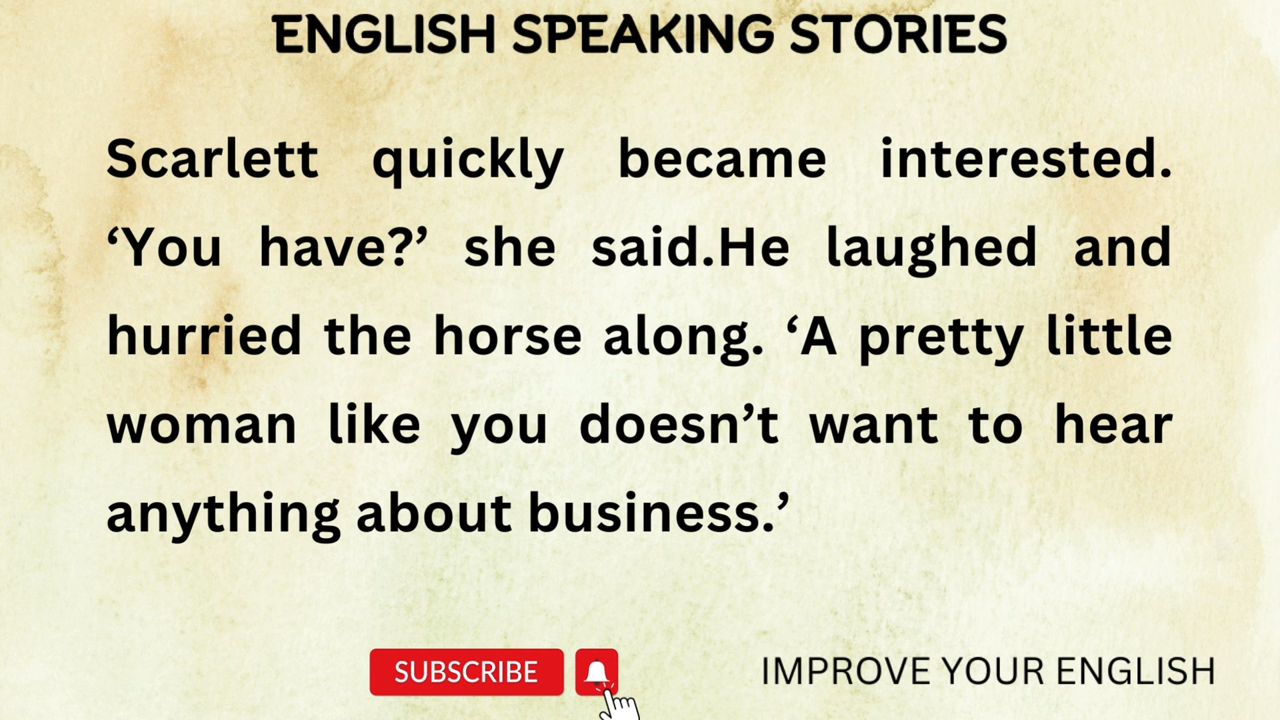 ENGLISH SPEAKING STORIES
Scarlett quickly became interested.
‘You have?’ she said.He laughed and
hurried the horse along. ‘A pretty little
woman like you doesn’t want to hear
anything about business.’
SUBSCRIBE
IMPROVE YOUR ENGLISH